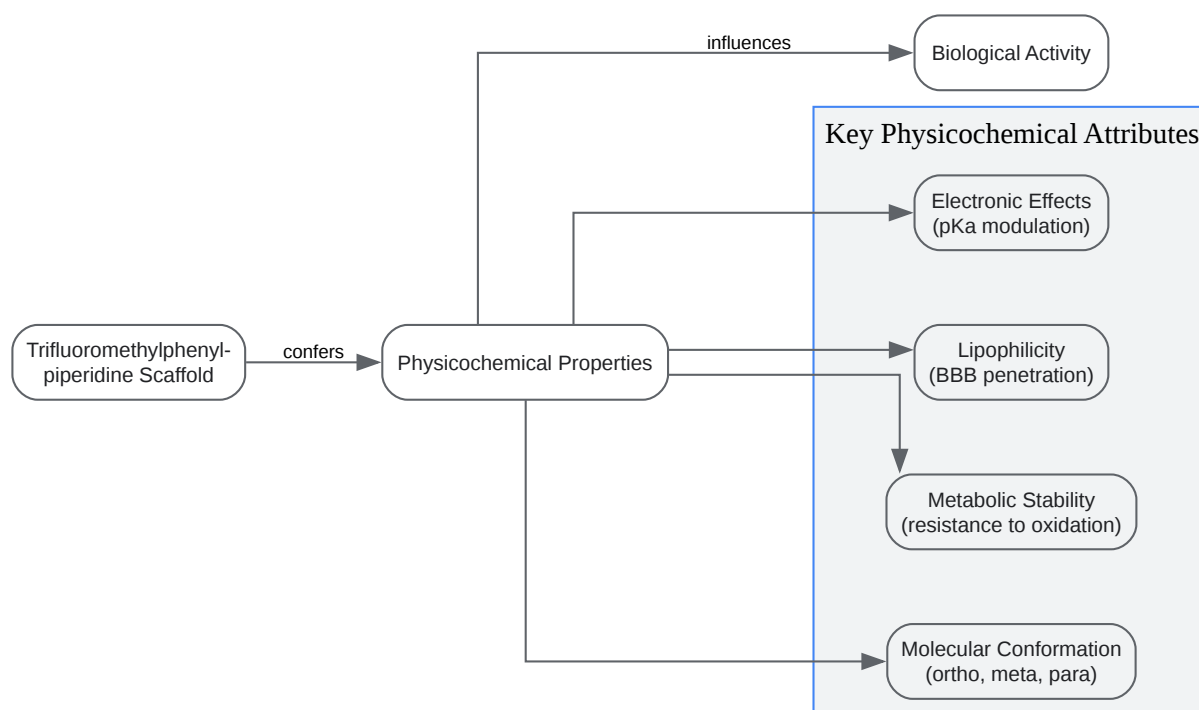 influences
Biological Activity
Key Physicochemical Attributes
Electronic Effects
(pKa modulation)
Trifluoromethylphenyl-
piperidine Scaffold
confers
Physicochemical Properties
Lipophilicity
(BBB penetration)
Metabolic Stability
(resistance to oxidation)
Molecular Conformation
(ortho, meta, para)